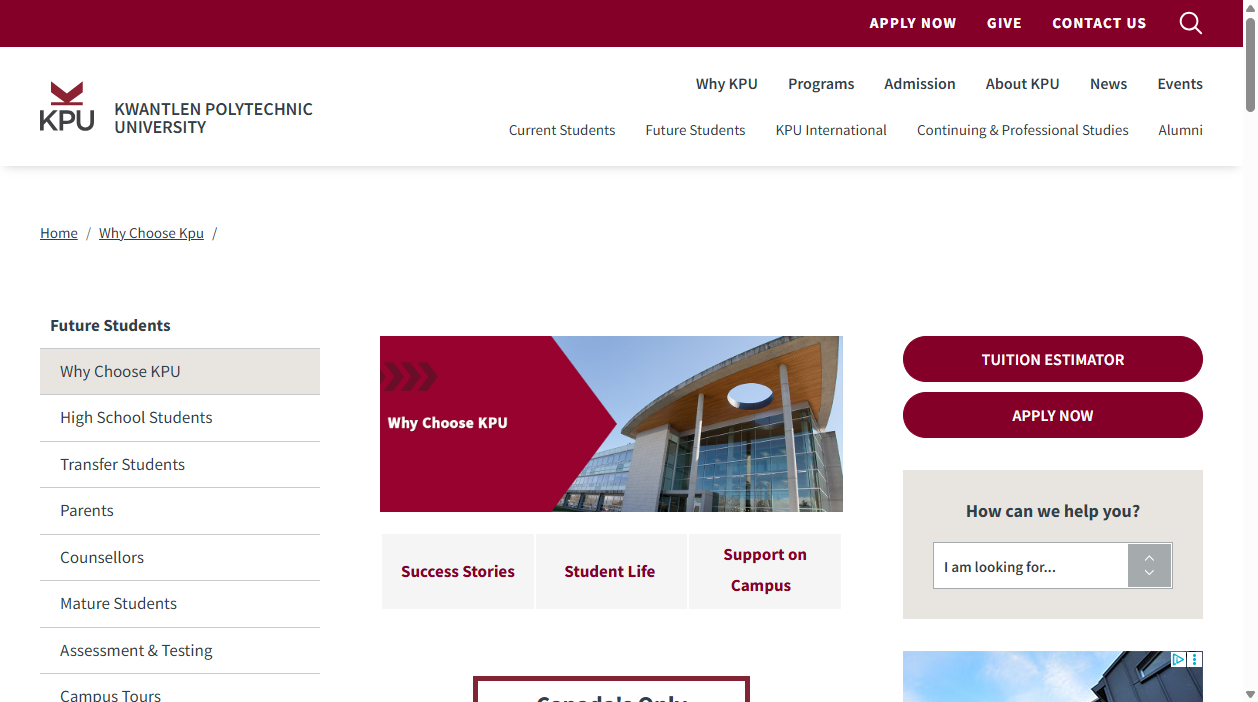 APPLY NOW GIVE CONTACT US
Why KPU Programs Admission About KPU News Events
KPU KWANTLEN POLYTECHNIC
UNIVERSITY
Current Students Future Students KPU International Continuing & Professional Studies Alumni
Home / Why Choose Kpu /
Future Students
Why Choose KPU
High School Students
Transfer Students
Parents
Counsellors
Mature Students
Assessment & Testing
Campus Tours
Why Choose KPU
Success Stories
Student Life
Support on
Campus
Canada's Only
TUITION ESTIMATOR
APPLY NOW
How can we help you?
I am looking for...